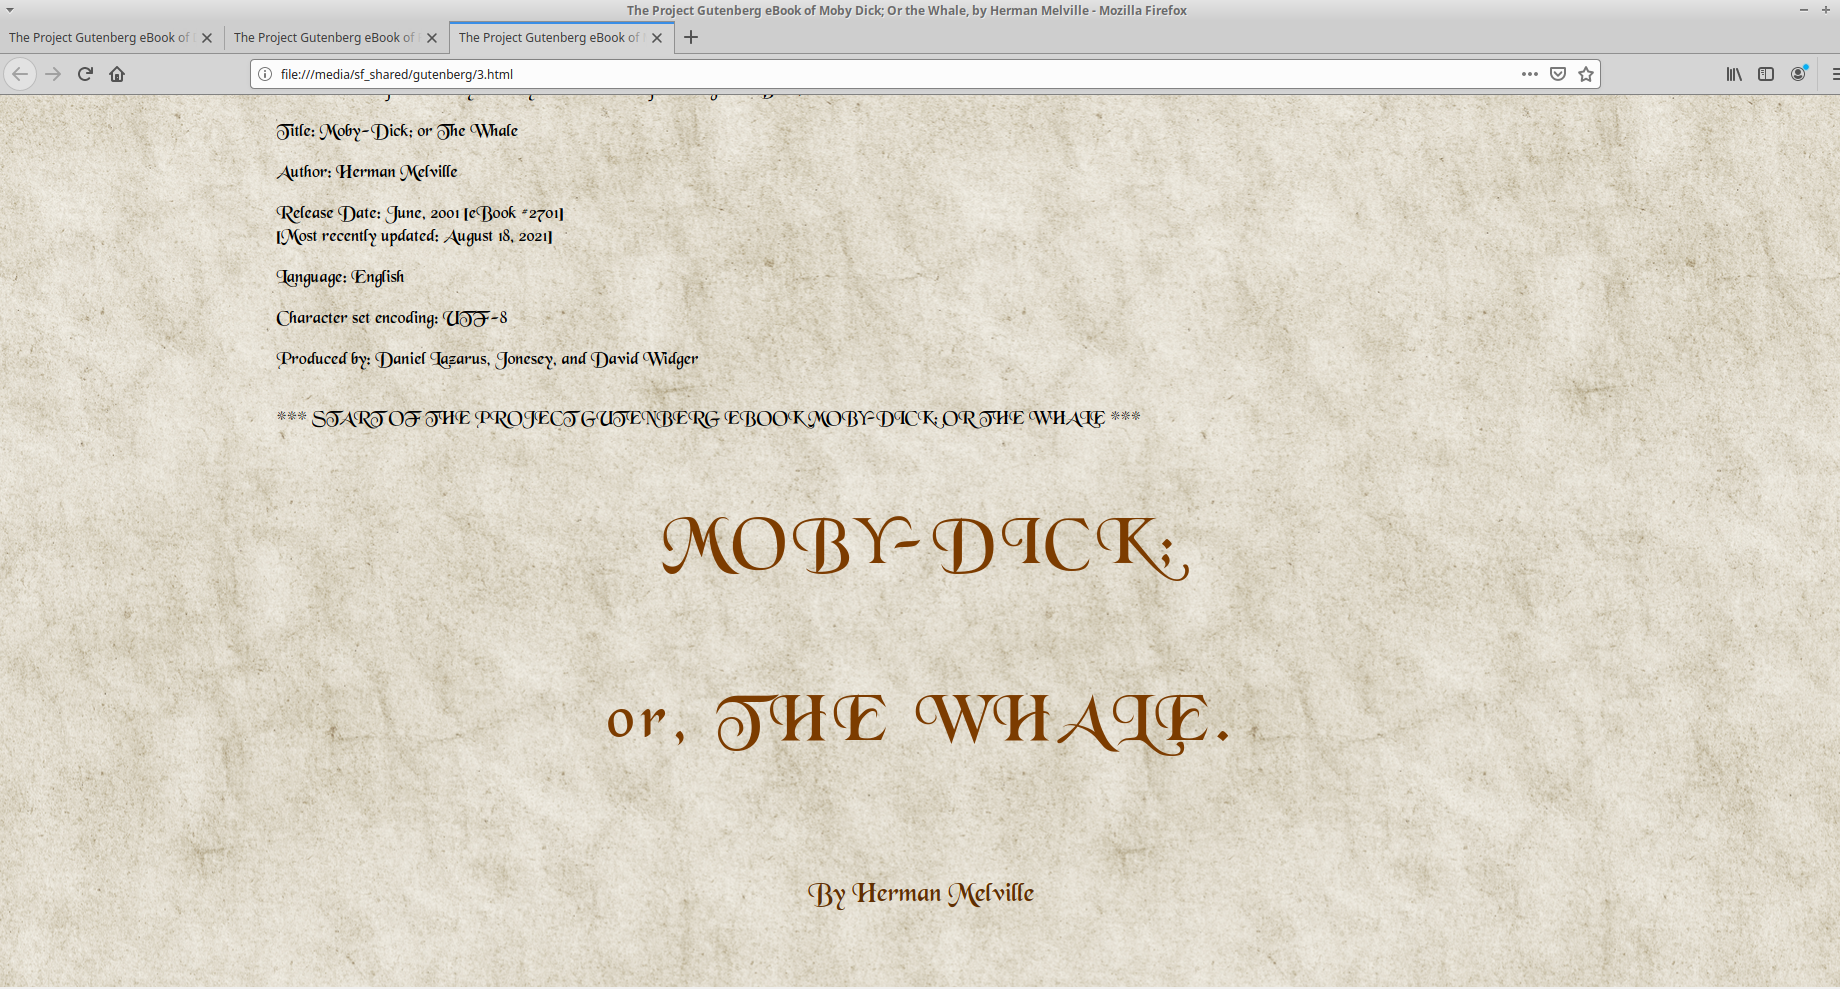 The Project Gutenberg eBook of Moby Dick; Or the Whale, by Herman Melville - Mozilla Firefox
The Project Gutenberg eBook of
The Project Gutenberg eBook of
The Project Gutenberg eBook of
file:///media/sf_shared/gutenberg/3.html
Title: Moby-Dick; or The Whale
Author: Herman Melville
Release Date: June, 2001 [eBook #2701]
[Most recently updated: August 18, 2021]
Language: English
Character set encoding: UTF-8
Produced by: Daniel Lazarus, Jonesey, and David Widger
*** START OF THE PROJECT GUTENBERG EBOOK MOBY-DICK; OR THE WHALE ***
MOBY-DICK;
or, THE WHALE.
By Herman Melville